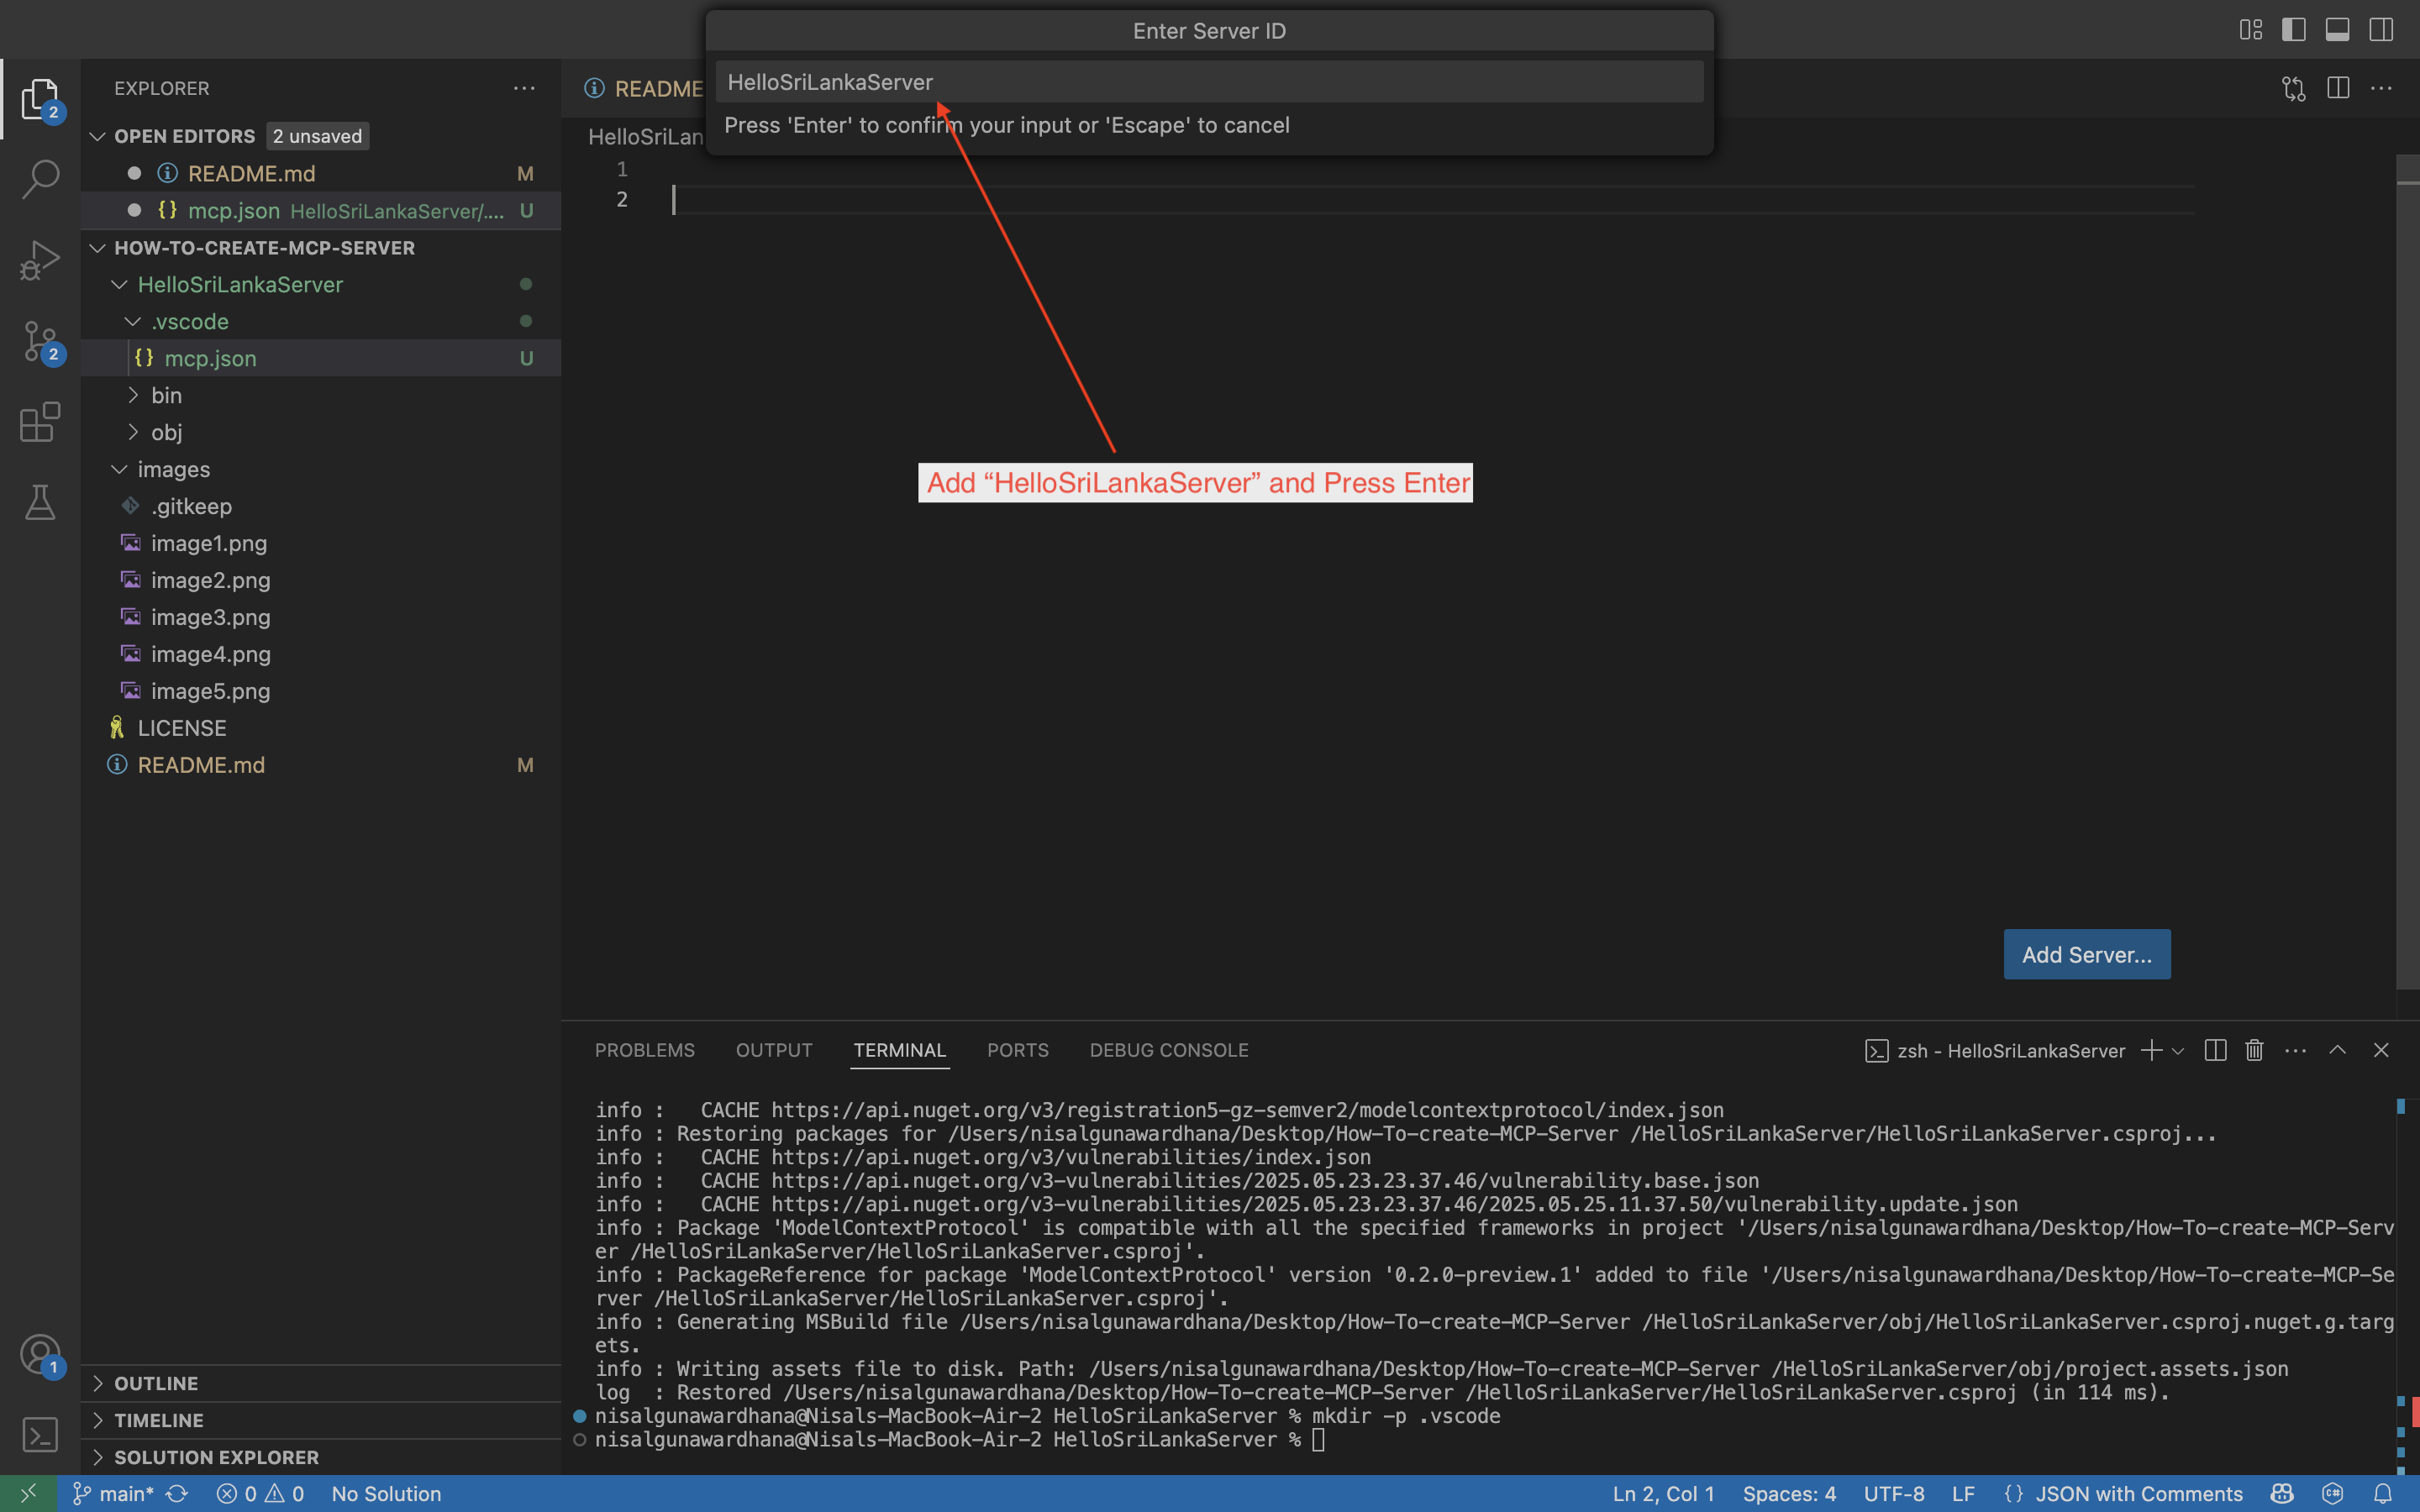 Enter Server ID
HelloSriLankaServer
Press 'Enter' to confirm your input or 'Escape' to cancel
EXPLORER
OPEN EDITORS 2 unsaved
README.md M
mcp.json HelloSriLankaServer/.... U
HOW-TO-CREATE-MCP-SERVER
HelloSriLankaServer
.vscode
mcp.json U
bin
obj
images
.gitkeep
image1.png
image2.png
image3.png
image4.png
image5.png
LICENSE
README.md M
OUTLINE
TIMELINE
SOLUTION EXPLORER
2
2
1
README
HelloSriLan
1
2
Add “HelloSriLankaServer” and Press Enter
Add Server...
PROBLEMS OUTPUT TERMINAL PORTS DEBUG CONSOLE
zsh - HelloSriLankaServer
info :   CACHE https://api.nuget.org/v3/registration5-gz-semver2/modelcontextprotocol/index.json
info : Restoring packages for /Users/nisalgunawardhana/Desktop/How-To-create-MCP-Server /HelloSriLankaServer/HelloSriLankaServer.csproj...
info :   CACHE https://api.nuget.org/v3/vulnerabilities/index.json
info :   CACHE https://api.nuget.org/v3-vulnerabilities/2025.05.23.23.37.46/vulnerability.base.json
info :   CACHE https://api.nuget.org/v3-vulnerabilities/2025.05.23.23.37.46/2025.05.25.11.37.50/vulnerability.update.json
info : Package 'ModelContextProtocol' is compatible with all the specified frameworks in project '/Users/nisalgunawardhana/Desktop/How-To-create-MCP-Serv
er /HelloSriLankaServer/HelloSriLankaServer.csproj'.
info : PackageReference for package 'ModelContextProtocol' version '0.2.0-preview.1' added to file '/Users/nisalgunawardhana/Desktop/How-To-create-MCP-Se
rver /HelloSriLankaServer/HelloSriLankaServer.csproj'.
info : Generating MSBuild file /Users/nisalgunawardhana/Desktop/How-To-create-MCP-Server /HelloSriLankaServer/obj/HelloSriLankaServer.csproj.nuget.g.targ
ets.
info : Writing assets file to disk. Path: /Users/nisalgunawardhana/Desktop/How-To-create-MCP-Server /HelloSriLankaServer/obj/project.assets.json
log  : Restored /Users/nisalgunawardhana/Desktop/How-To-create-MCP-Server /HelloSriLankaServer/HelloSriLankaServer.csproj (in 114 ms).
nisalgunawardhana@Nisals-MacBook-Air-2 HelloSriLankaServer % mkdir -p .vscode
nisalgunawardhana@Nisals-MacBook-Air-2 HelloSriLankaServer %
main* 0 0 No Solution
Ln 2, Col 1 Spaces: 4 UTF-8 LF {} JSON with Comments